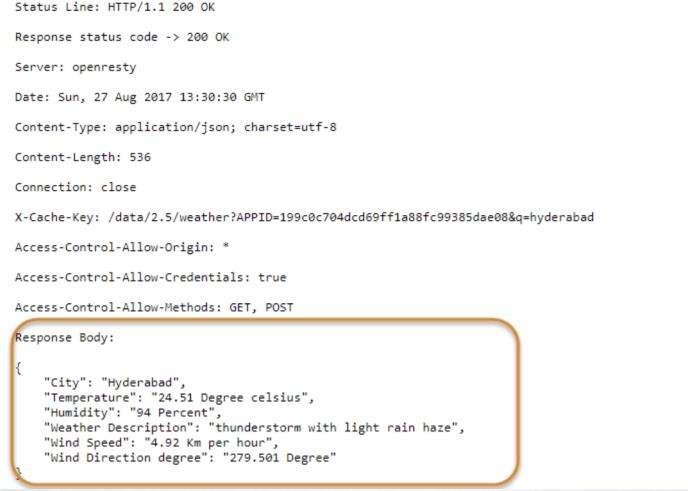 Status Line: HTTP/1.1 200 OK
Response status code -> 200 OK
Server: openresty
Date: Sun, 27 Aug 2017 13:30:30 GMT
Content-Type: application/json; charset=utf-8
Content-Length: 536
Connection: close
X-Cache-Key: /data/2.5/weather?APPID=199c0c704dcd69ff1a88fc99385dae08&q=hyderabad
Access-Control-Allow-Origin: *
Access-Control-Allow-Credentials: true
Access-Control-Allow-Methods: GET, POST
Response Body:
{
    "City": "Hyderabad",
    "Temperature": "24.51 Degree celsius",
    "Humidity": "94 Percent",
    "Weather Description": "thunderstorm with light rain haze",
    "Wind Speed": "4.92 Km per hour",
    "Wind Direction degree": "279.501 Degree"
}